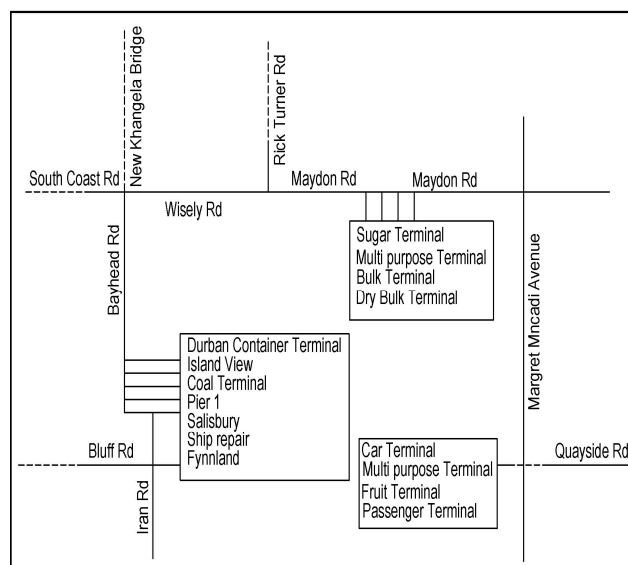 New Khangela Bridge
Rick Turner Rd
South Coast Rd
Maydon Rd
Maydon Rd
Wisely Rd
Bayhead Rd
Sugar Terminal
Multi purpose Terminal
Bulk Terminal
Dry Bulk Terminal
Margret Mncadi Avenue
Durban Container Terminal
Island View
Coal Terminal
Pier 1
Salisbury
Ship repair
Fynnland
Bluff Rd
Iran Rd
Car Terminal
Multi purpose Terminal
Fruit Terminal
Passenger Terminal
Quayside Rd